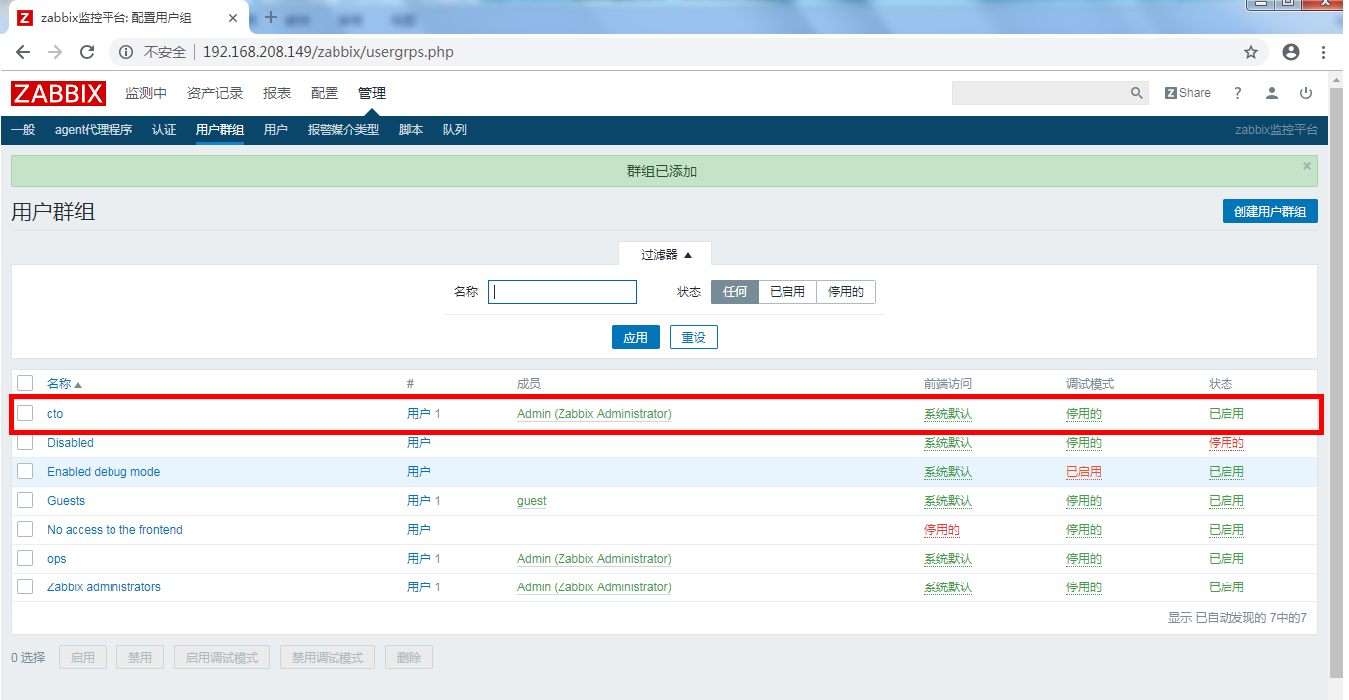 zabbix监控平台: 配置用户组
不安全 192.168.208.149/zabbix/usergrps.php
ZABBIX 监测中 资产记录 报表 配置 管理 Z Share ?
一般 agent代理程序 认证 用户群组 用户 报警媒介类型 脚本 队列 zabbix监控平台
群组已添加
用户群组 创建用户群组
过滤器
名称 状态 任何 已启用 停用的
应用 重设
名称 # 成员 前端访问 调试模式 状态
cto 用户 1 Admin (Zabbix Administrator) 系统默认 停用的 已启用
Disabled 用户 系统默认 停用的 停用的
Enabled debug mode 用户 系统默认 已启用 已启用
Guests 用户 1 guest 系统默认 停用的 已启用
No access to the frontend 用户 停用的 停用的 已启用
ops 用户 1 Admin (Zabbix Administrator) 系统默认 停用的 已启用
Zabbix administrators 用户 1 Admin (Zabbix Administrator) 系统默认 停用的 已启用
显示 已自动发现的 7中的7
0 选择 启用 禁用 启用调试模式 禁用调试模式 删除